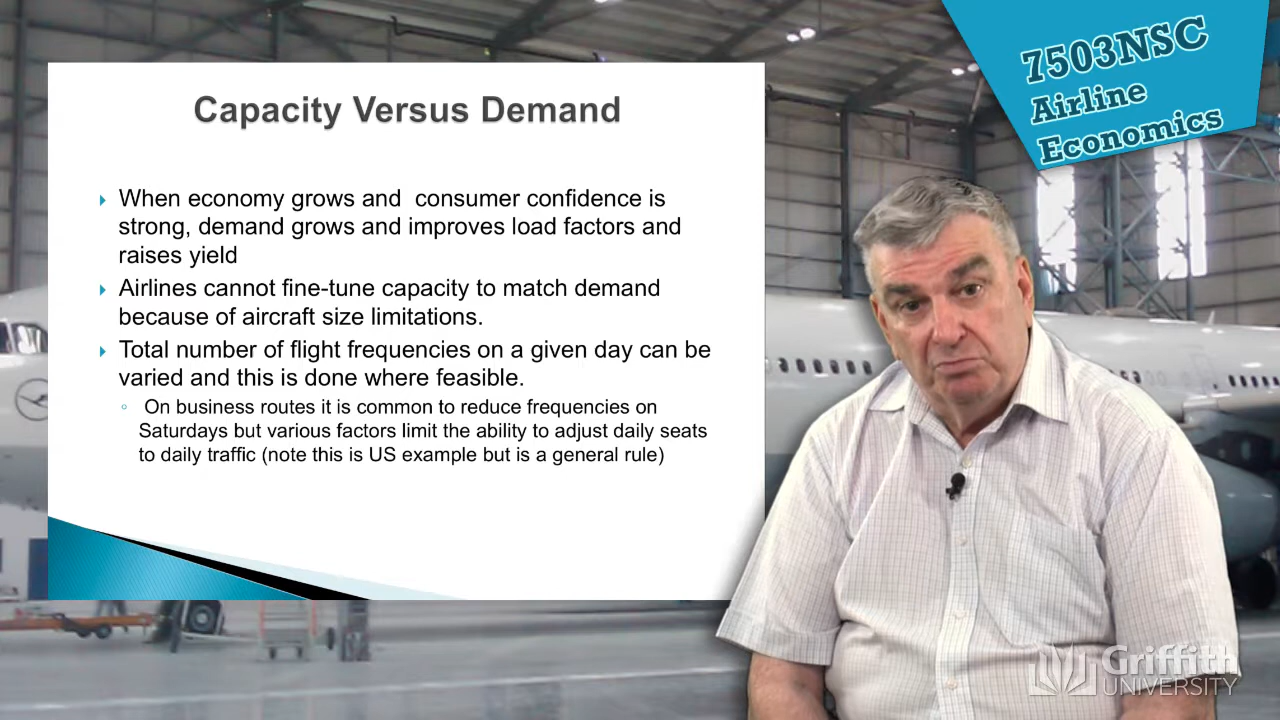 7503NSC
Airline
Economics
Capacity Versus Demand
When economy grows and consumer confidence is
strong, demand grows and improves load factors and
raises yield
Airlines cannot fine-tune capacity to match demand
because of aircraft size limitations.
Total number of flight frequencies on a given day can be
varied and this is done where feasible.
On business routes it is common to reduce frequencies on
Saturdays but various factors limit the ability to adjust daily seats
to daily traffic (note this is US example but is a general rule)
Griffith
UNIVERSITY